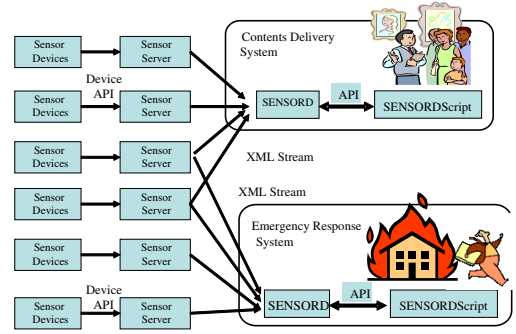 Sensor
Devices
Sensor
Server
Contents Delivery
System
Device
API
Sensor
Devices
Sensor
Server
SENSORD
API
SENSORDScript
Sensor
Devices
Sensor
Server
XML Stream
Sensor
Devices
Sensor
Server
XML Stream
Emergency Response
System
Sensor
Devices
Sensor
Server
Device
API
Sensor
Devices
Sensor
Server
SENSORD
API
SENSORDScript